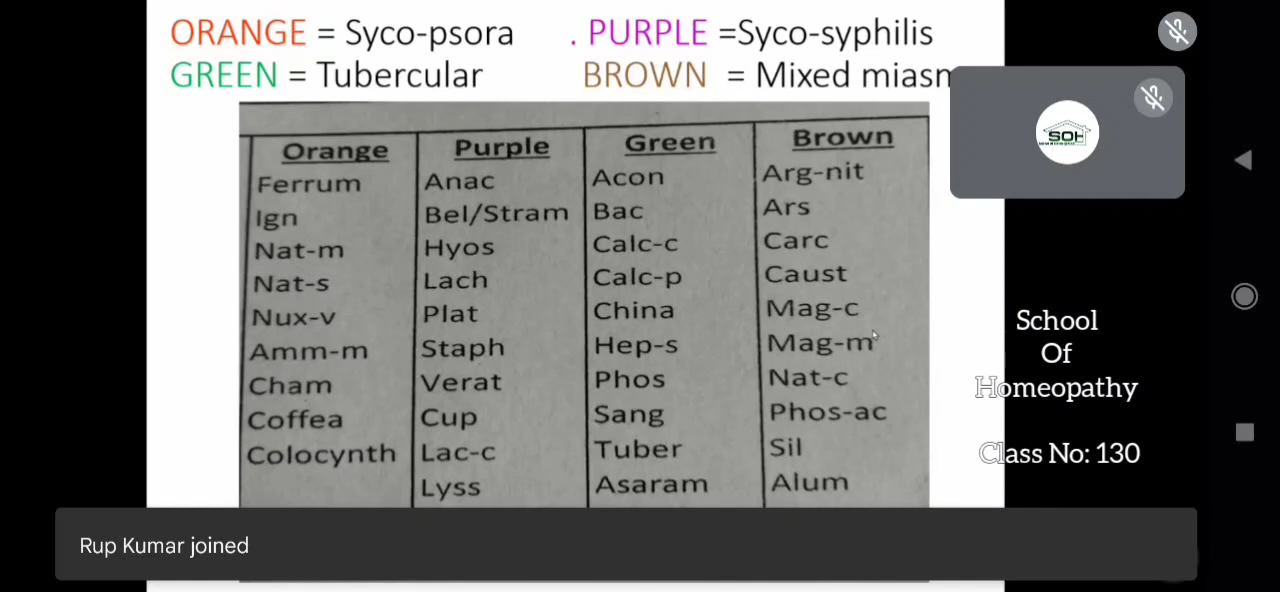 ORANGE = Syco-psora . PURPLE =Syco-syphilis
GREEN = Tubercular BROWN = Mixed miasm
Orange Purple Green Brown
Ferrum Anac Acon Arg-nit
Ign Bel/Stram Bac Ars
Nat-m Hyos Calc-c Carc
Nat-s Lach Calc-p Caust
Nux-v Plat China Mag-c
Amm-m Staph Hep-s Mag-m
Cham Verat Phos Nat-c
Coffea Cup Sang Phos-ac
Colocynth Lac-c Tuber Sil
Lyss Asaram Alum
SOH
School
Of
Homeopathy
Class No: 130
Rup Kumar joined